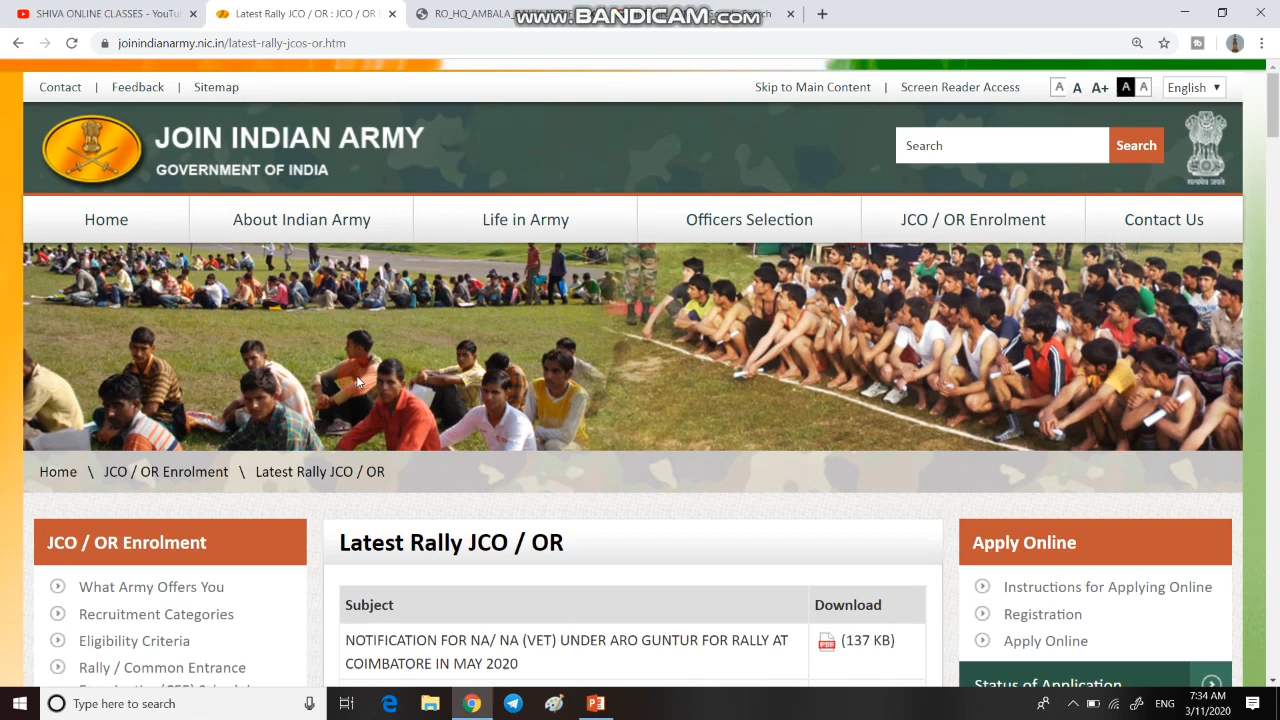 SHIVA ONLINE CLASSES - YouTu
Latest Rally JCO / OR : JCO / OR E
RO_HQ_AMBALA_
www.BANDICAM.com
joinindianarmy.nic.in/latest-rally-jcos-or.htm
Contact | Feedback | Sitemap
Skip to Main Content | Screen Reader Access
A A A+ A A English ▼
JOIN INDIAN ARMY
GOVERNMENT OF INDIA
Search Search
सत्यमेव जयते
Home About Indian Army Life in Army Officers Selection JCO / OR Enrolment Contact Us
Home \ JCO / OR Enrolment \ Latest Rally JCO / OR
JCO / OR Enrolment
What Army Offers You
Recruitment Categories
Eligibility Criteria
Rally / Common Entrance
Latest Rally JCO / OR
Subject Download
NOTIFICATION FOR NA/ NA (VET) UNDER ARO GUNTUR FOR RALLY AT
COIMBATORE IN MAY 2020
PDF (137 KB)
Apply Online
Instructions for Applying Online
Registration
Apply Online
Status of Application
Type here to search
ENG
7:34 AM
3/11/2020